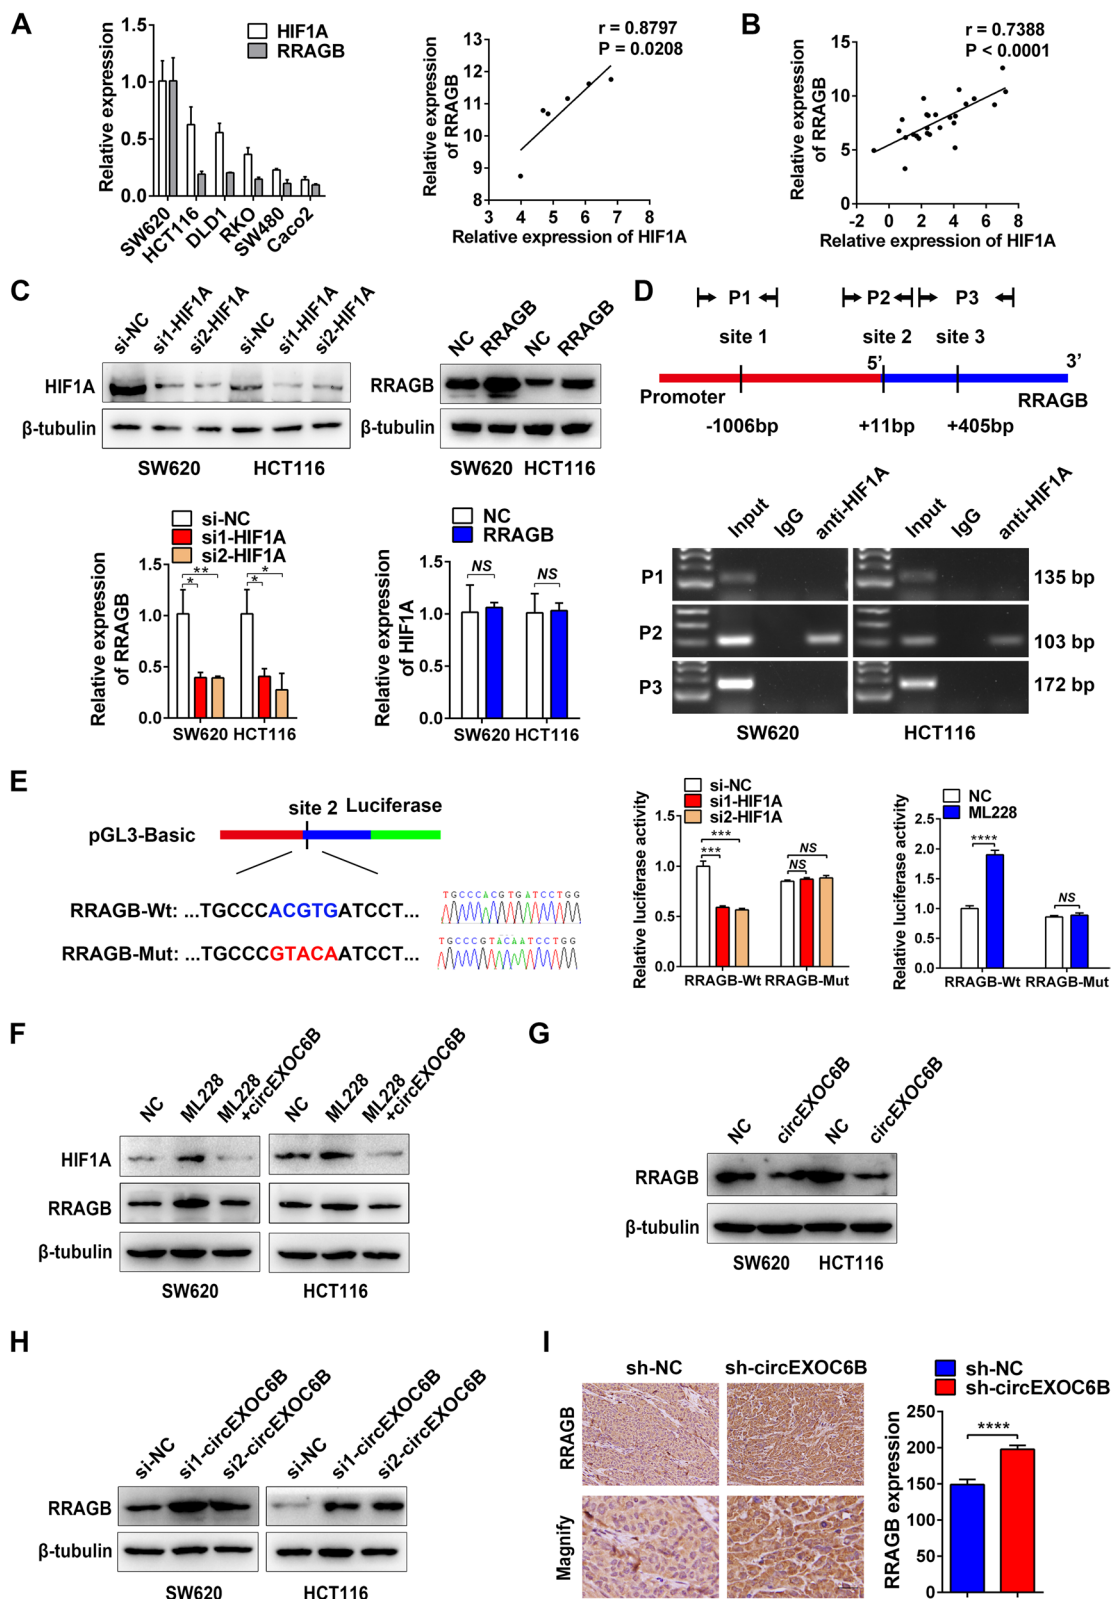 A
Relative expression
1.5
1.0
0.5
0.0
HIF1A
RRAGB
SW620
HCT116
DLD1
RKO
SW480
Caco2
r = 0.8797
P = 0.0208
Relative expression
of RRAGB
13
12
11
10
9
8
7
3
4
5
6
7
8
Relative expression of HIF1A
B
r = 0.7388
P < 0.0001
Relative expression
of RRAGB
15
10
5
0
-2
0
2
4
6
8
Relative expression of HIF1A
C
si-NC
si1-HIF1A
si2-HIF1A
si-NC
si1-HIF1A
si2-HIF1A
HIF1A
β-tubulin
SW620
HCT116
NC
RRAGB
NC
RRAGB
RRAGB
β-tubulin
SW620
HCT116
si-NC
si1-HIF1A
si2-HIF1A
Relative expression
of RRAGB
1.5
1.0
0.5
0.0
**
*
*
*
SW620
HCT116
NC
RRAGB
Relative expression
of HIF1A
1.5
1.0
0.5
0.0
NS
NS
SW620
HCT116
D
P1
P2
P3
site 1
site 2
site 3
5’
3’
Promoter
RRAGB
-1006bp
+11bp
+405bp
Input
IgG
anti-HIF1A
Input
IgG
anti-HIF1A
P1
135 bp
P2
103 bp
P3
172 bp
SW620
HCT116
E
site 2
Luciferase
pGL3-Basic
RRAGB-Wt: ...TGCCCACGTGATCCT...
TGCCCACGTGATCCTGG
RRAGB-Mut: ...TGCCCGTACAATCCT...
TGCCCGTACAATCCTGG
si-NC
si1-HIF1A
si2-HIF1A
Relative luciferase activity
1.5
1.0
0.5
0.0
***
***
NS
NS
RRAGB-Wt
RRAGB-Mut
NC
ML228
Relative luciferase activity
2.5
2.0
1.5
1.0
0.5
0.0
****
NS
RRAGB-Wt
RRAGB-Mut
F
NC
ML228
ML228
+circEXOC6B
NC
ML228
ML228
+circEXOC6B
HIF1A
RRAGB
β-tubulin
SW620
HCT116
G
NC
circEXOC6B
NC
circEXOC6B
RRAGB
β-tubulin
SW620
HCT116
H
si-NC
si1-circEXOC6B
si2-circEXOC6B
si-NC
si1-circEXOC6B
si2-circEXOC6B
RRAGB
β-tubulin
SW620
HCT116
I
sh-NC
sh-circEXOC6B
RRAGB
Magnify
sh-NC
sh-circEXOC6B
RRAGB expression
250
200
150
100
50
0
****